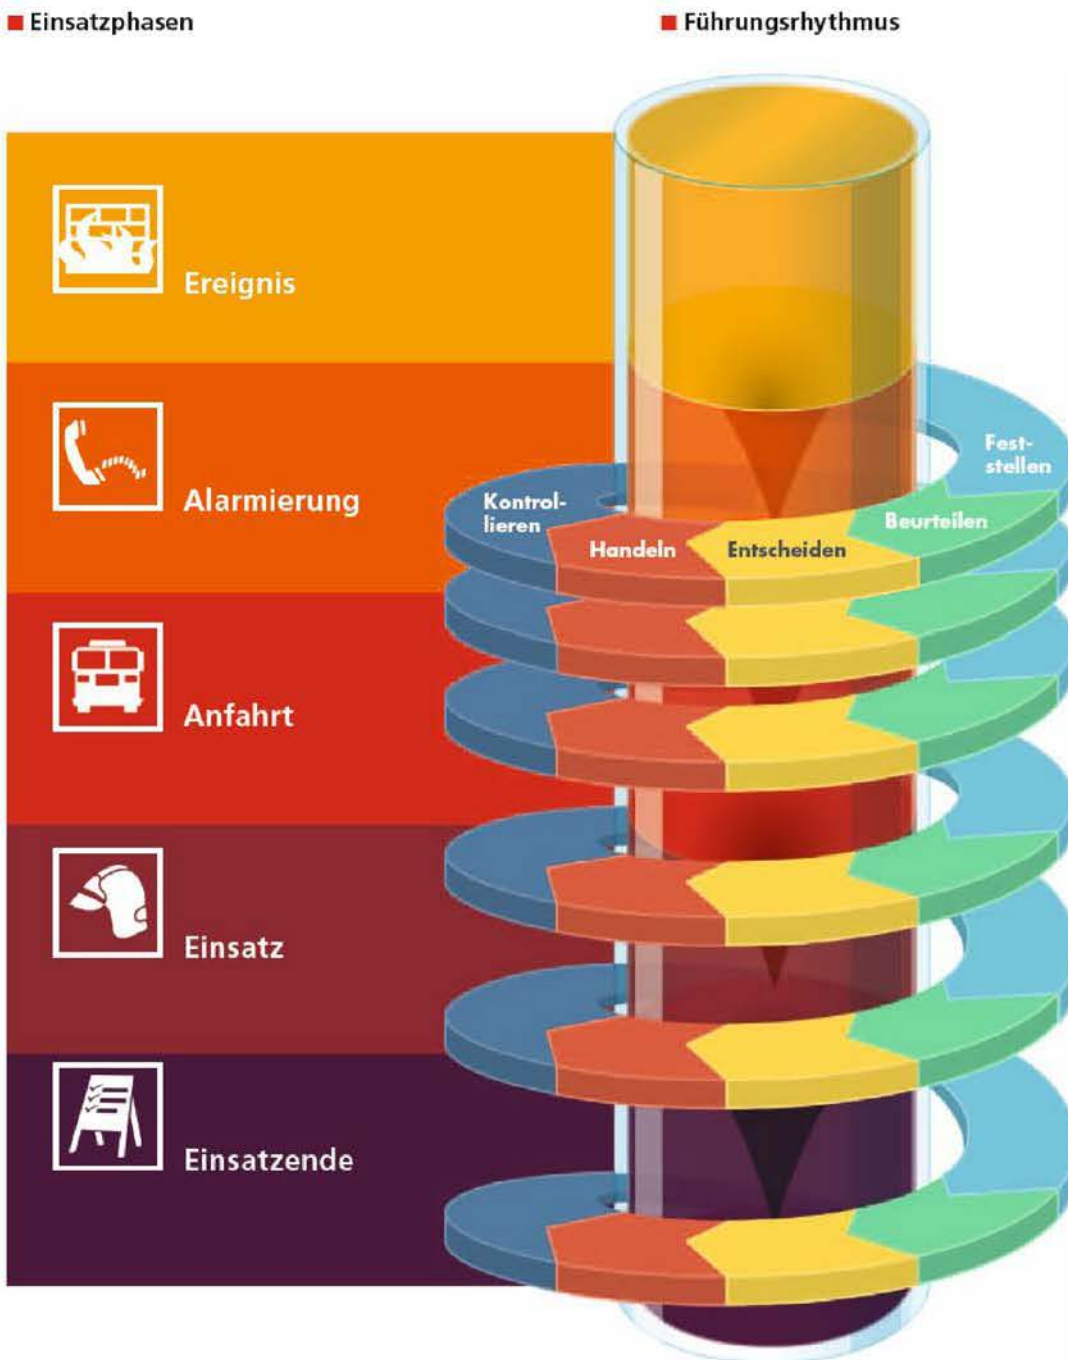 Einsatzphasen
Führungsrhythmus
Ereignis
Alarmierung
Anfahrt
Einsatz
Einsatzende
Fest-
stellen
Beurteilen
Entscheiden
Handeln
Kontrol-
lieren